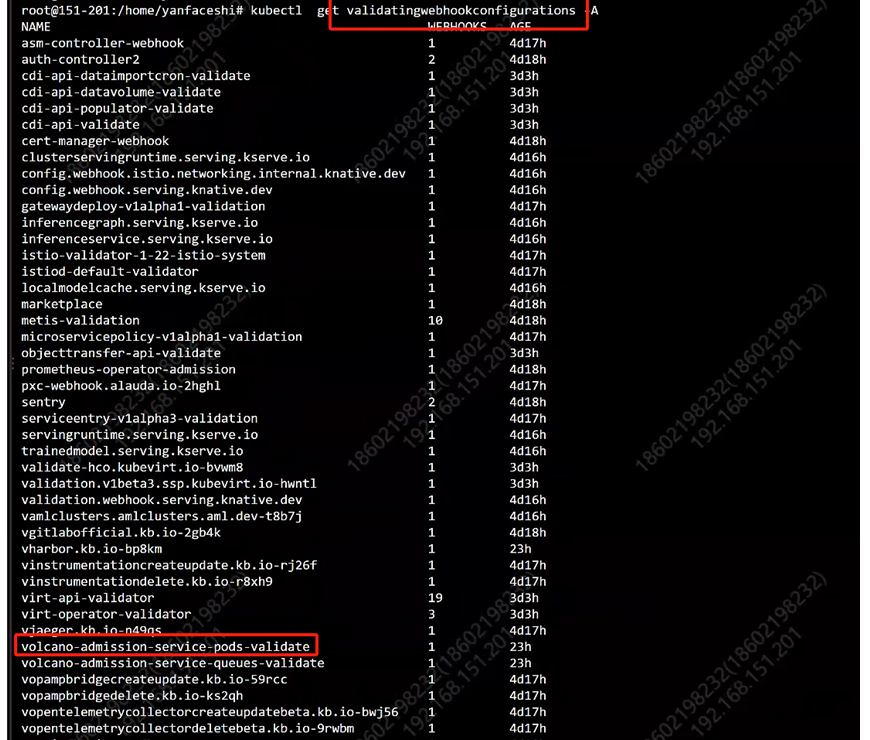 root@151-201:/home/yanfaceshi# kubectl  get validatingwebhookconfigurations -A
NAME WEBHOOKS AGE
asm-controller-webhook 1 4d17h
auth-controller2 2 4d18h
cdi-api-dataimportcron-validate 1 3d3h
cdi-api-datavolume-validate 1 3d3h
cdi-api-populator-validate 1 3d3h
cdi-api-validate 1 3d3h
cert-manager-webhook 1 4d18h
clusterservingruntime.serving.kserve.io 1 4d16h
config.webhook.istio.networking.internal.knative.dev 1 4d16h
config.webhook.serving.knative.dev 1 4d16h
gatewaydeploy-v1alpha1-validation 1 4d17h
inferencegraph.serving.kserve.io 1 4d16h
inferenceservice.serving.kserve.io 1 4d16h
istio-validator-1-22-istio-system 1 4d17h
istiod-default-validator 1 4d17h
localmodelcache.serving.kserve.io 1 4d16h
marketplace 1 4d18h
metis-validation 10 4d18h
microservicepolicy-v1alpha1-validation 1 4d17h
objecttransfer-api-validate 1 3d3h
prometheus-operator-admission 1 4d18h
pxc-webhook.alauda.io-2hghl 1 4d17h
sentry 2 4d18h
serviceentry-v1alpha3-validation 1 4d17h
servingruntime.serving.kserve.io 1 4d16h
trainedmodel.serving.kserve.io 1 4d16h
validate-hco.kubevirt.io-bvwm8 1 3d3h
validation.v1beta3.ssp.kubevirt.io-hwntl 1 3d3h
validation.webhook.serving.knative.dev 1 4d16h
vamlclusters.amlclusters.aml.dev-t8b7j 1 4d16h
vgitlabofficial.kb.io-2gb4k 1 4d18h
vharbor.kb.io-bp8km 1 23h
vinstrumentationcreateupdate.kb.io-rj26f 1 4d17h
vinstrumentationdelete.kb.io-r8xh9 1 4d17h
virt-api-validator 19 3d3h
virt-operator-validator 3 3d3h
vjaeger.kb.io-n49qs 1 4d17h
volcano-admission-service-pods-validate 1 23h
volcano-admission-service-queues-validate 1 23h
vopampbridgecreateupdate.kb.io-59rcc 1 4d17h
vopampbridgedelete.kb.io-ks2qh 1 4d17h
vopentelemetrycollectorcreateupdatebeta.kb.io-bwj56 1 4d17h
vopentelemetrycollectordeletebeta.kb.io-9rwbm 1 4d17h
18602198232(18602198232)
192.168.151.201